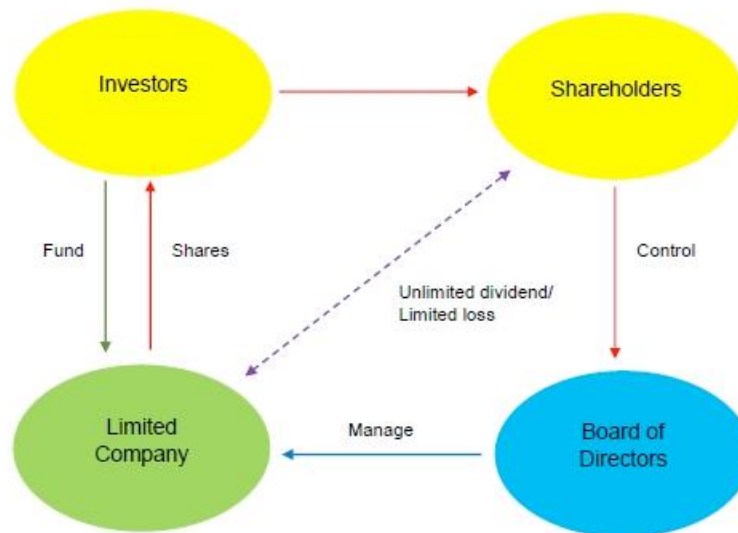 Investors
Shareholders
Fund
Shares
Control
Unlimited dividend/
Limited loss
Limited
Company
Manage
Board of
Directors